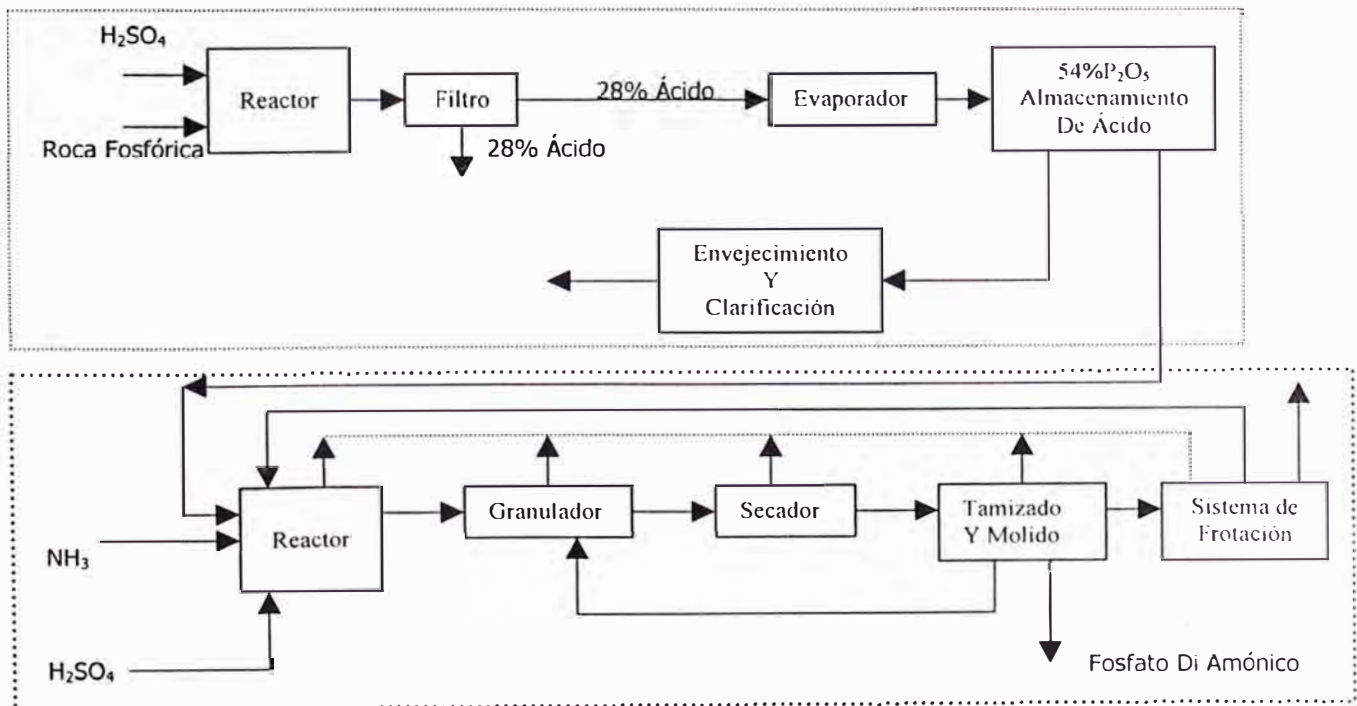 H₂SO₄
Roca Fosfórica
Reactor
Filtro
28% Ácido
28% Ácido
Evaporador
54%P₂O₅
Almacenamiento
De Ácido
Envejecimiento
Y
Clarificación
NH₃
H₂SO₄
Reactor
Granulador
Secador
Tamizado
Y Molido
Sistema de
Frotación
Fosfato Di Amónico